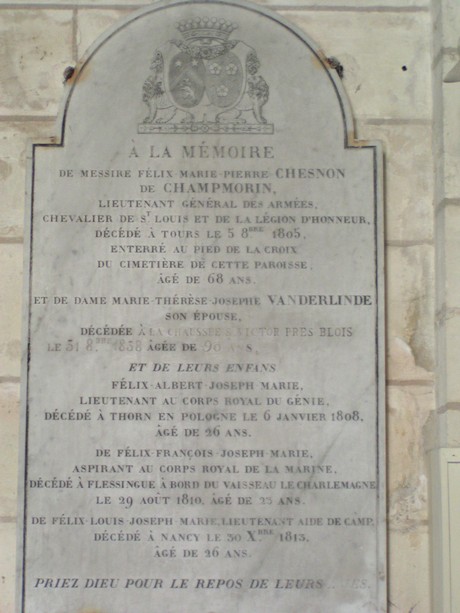 À LA MÉMOIRE
DE MESSIRE FÉLIX-MARIE-PIERRE CHESNON
DE CHAMPMORIN,
LIEUTENANT GÉNÉRAL DES ARMÉES,
CHEVALIER DE ST LOUIS ET DE LA LÉGION D'HONNEUR,
DÉCÉDÉ À TOURS LE 5 8BRE 1805,
ENTERRÉ AU PIED DE LA CROIX
DU CIMETIÈRE DE CETTE PAROISSE,
ÂGÉ DE 68 ANS.
ET DE DAME MARIE-THÉRÈSE-JOSEPHE VANDERLINDE
SON ÉPOUSE,
DÉCÉDÉE À LA CHAUSSÉE S. VICTOR PRES BLOIS
LE 31 8BRE 1838 ÂGÉE DE 90 ANS,
ET DE LEURS ENFANS
FÉLIX-ALBERT-JOSEPH MARIE,
LIEUTENANT AU CORPS ROYAL DU GÉNIE,
DÉCÉDÉ À THORN EN POLOGNE LE 6 JANVIER 1808,
ÂGÉ DE 26 ANS.
DE FÉLIX-FRANÇOIS-JOSEPH MARIE,
ASPIRANT AU CORPS ROYAL DE LA MARINE,
DÉCÉDÉ À FLESSINGUE À BORD DU VAISSEAU LE CHARLEMAGNE
LE 29 AOÛT 1810, ÂGÉ DE 23 ANS.
DE FÉLIX-LOUIS-JOSEPH-MARIE, LIEUTENANT AIDE DE CAMP,
DÉCÉDÉ À NANCY LE 30 X.BRE 1813,
ÂGÉ DE 26 ANS.
PRIEZ DIEU POUR LE REPOS DE LEURS